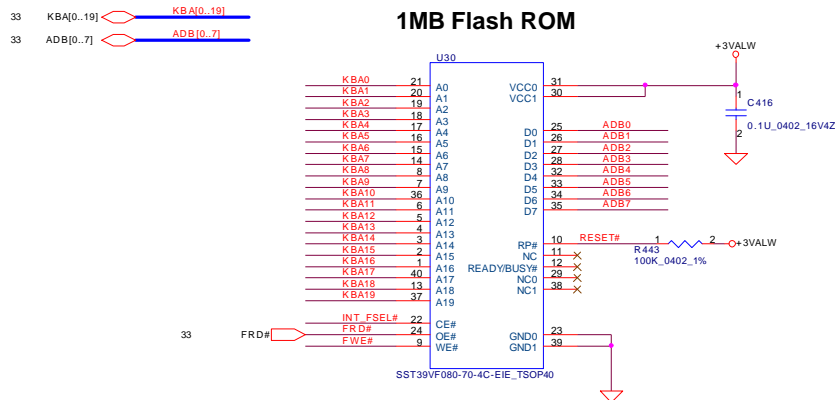 1MB Flash ROM
33 KBA[0..19] KBA[0..19]
33 ADB[0..7] ADB[0..7]
+3VALW
U30
KBA0 21 A0 VCC0 31
KBA1 20 A1 VCC1 30
KBA2 19 A2
KBA3 18 A3
KBA4 17 A4 D0 25 ADB0
KBA5 16 A5 D1 26 ADB1
KBA6 15 A6 D2 27 ADB2
KBA7 14 A7 D3 28 ADB3
KBA8 8 A8 D4 32 ADB4
KBA9 7 A9 D5 33 ADB5
KBA10 36 A10 D6 34 ADB6
KBA11 6 A11 D7 35 ADB7
KBA12 5 A12
KBA13 4 A13
KBA14 3 A14 RP# 10 RESET# 1 2 +3VALW
KBA15 2 A15 NC 11
KBA16 1 A16 READY/BUSY# 12
KBA17 40 A17 NC0 29
KBA18 13 A18 NC1 38
KBA19 37 A19
1
C416
0.1U_0402_16V4Z
2
R443
100K_0402_1%
INT_FSEL# 22 CE#
33 FRD# FRD# 24 OE# GND0 23
FWE# 9 WE# GND1 39
SST39VF080-70-4C-EIE_TSOP40